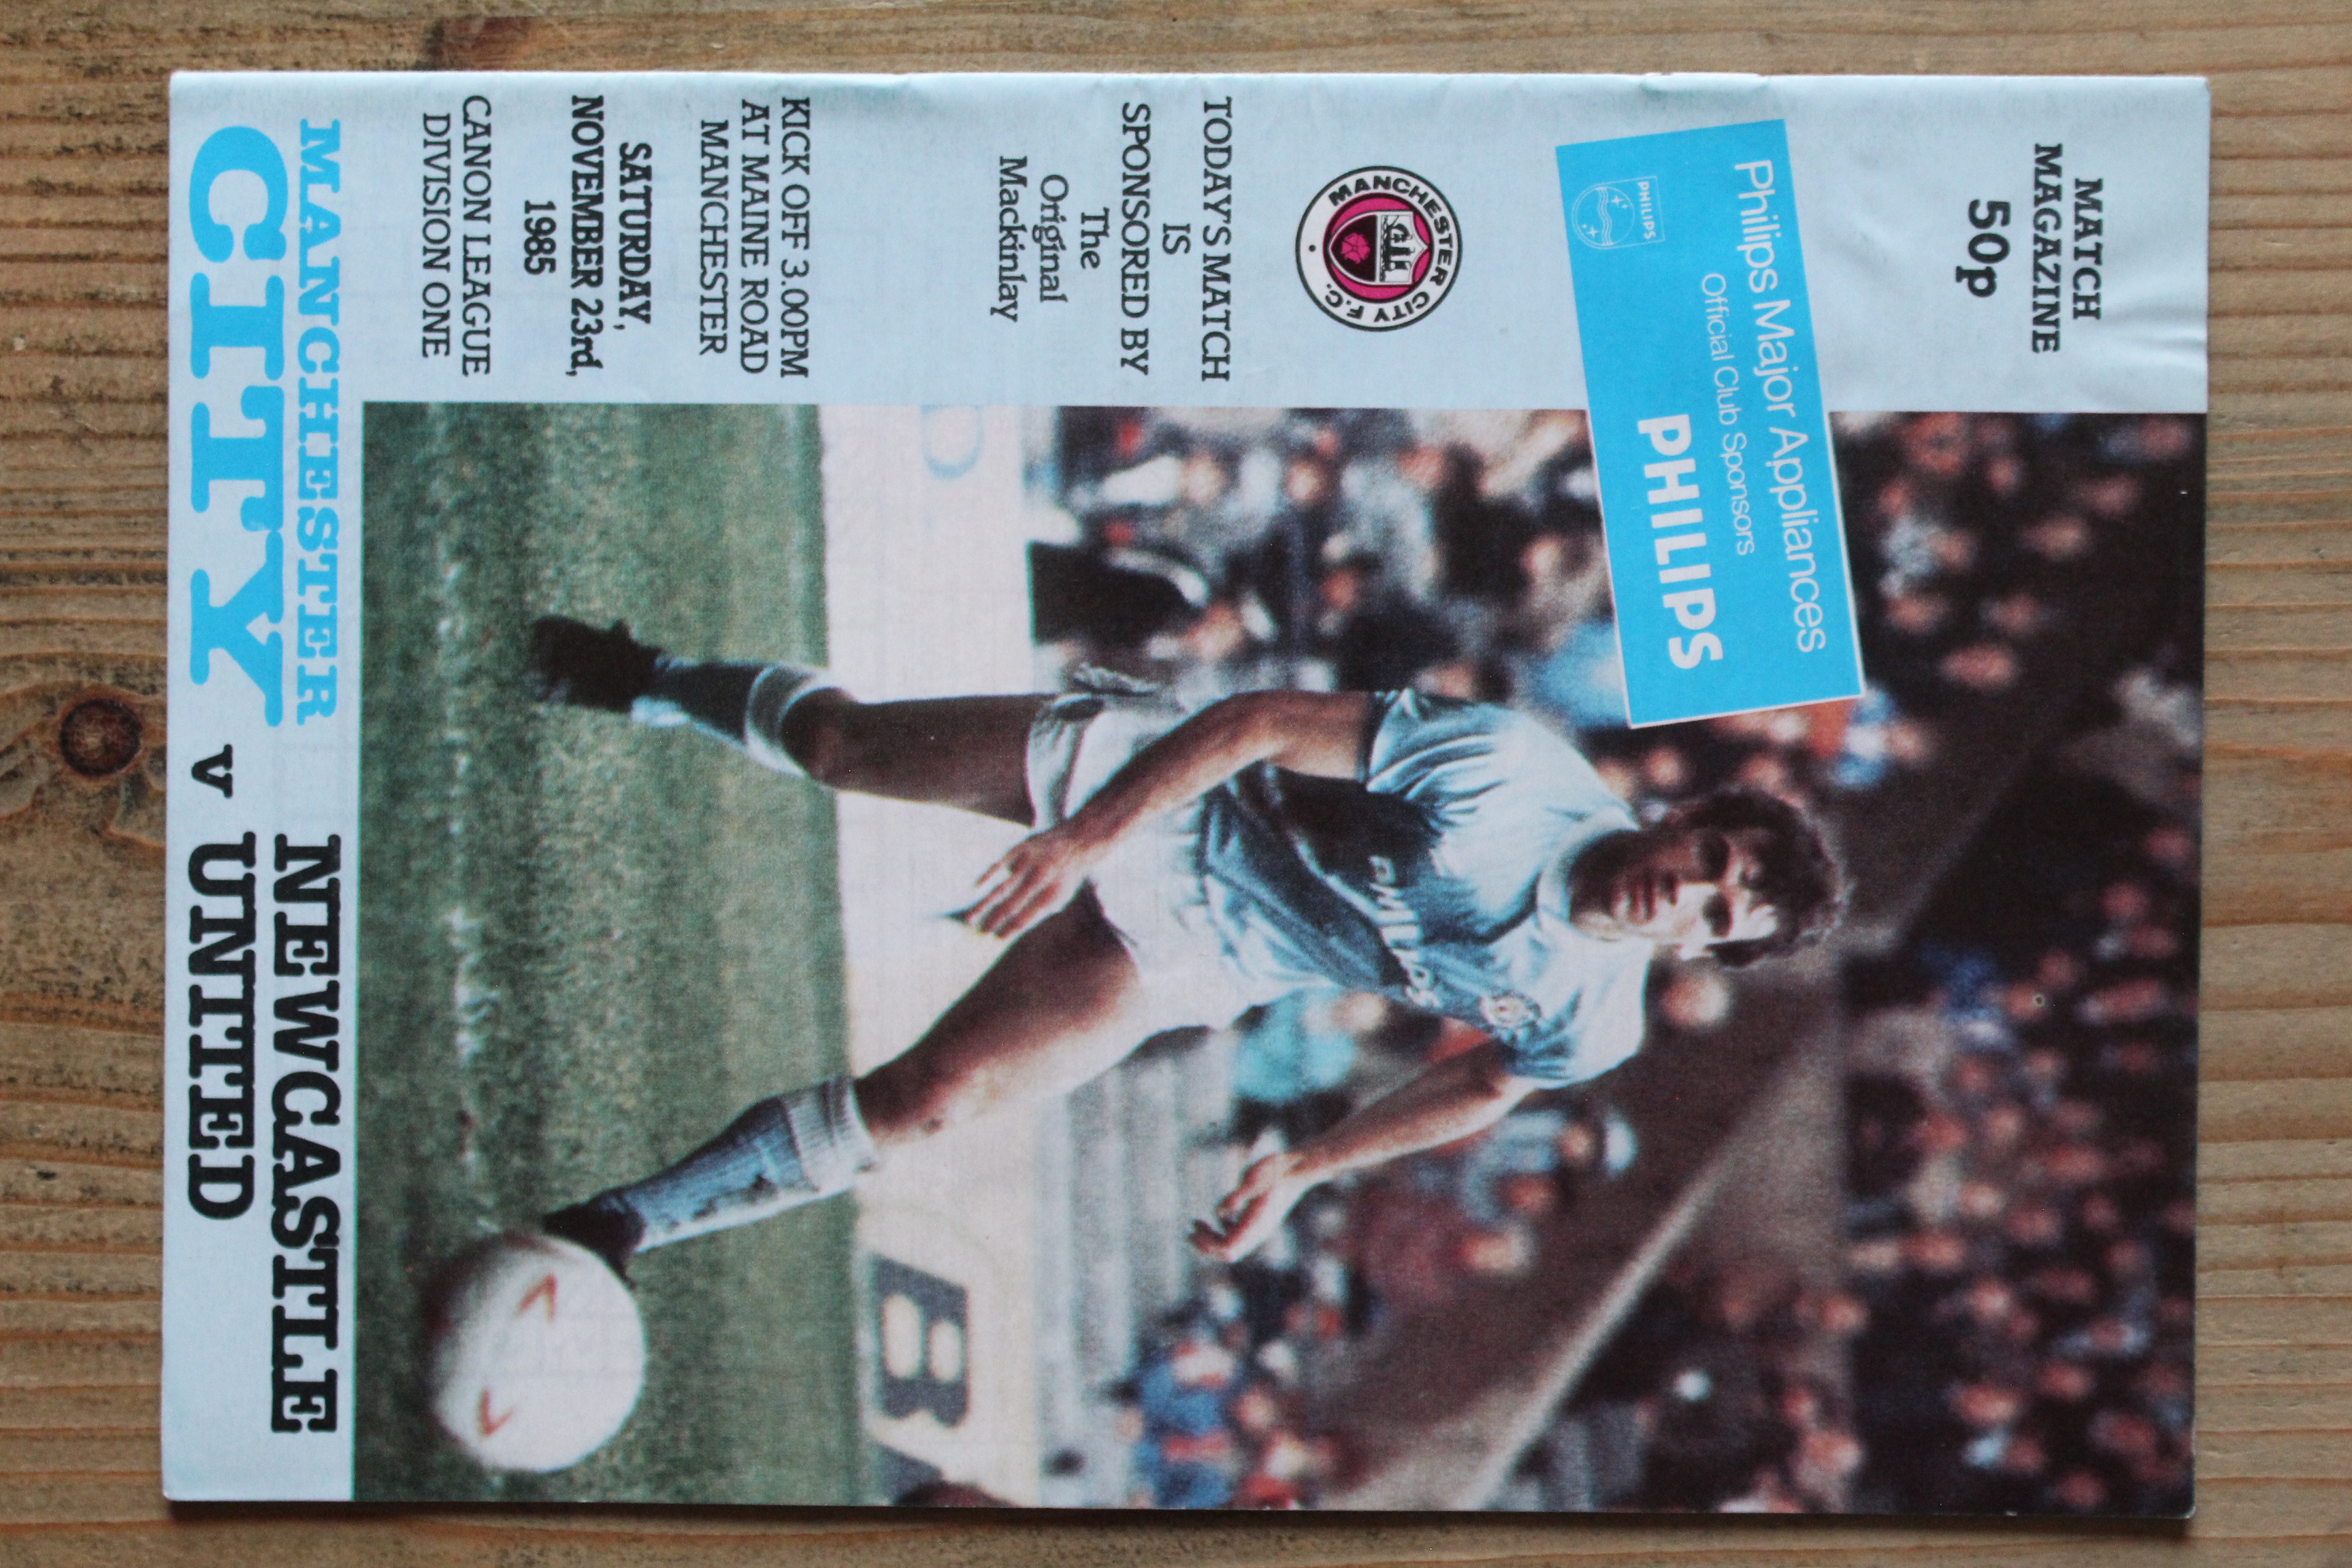 MATCH
MAGAZINE
50p
Philips Major Appliances
Official Club Sponsors
PHILIPS
PHILIPS
MANCHESTER CITY F.C.
TODAY'S MATCH
IS
SPONSORED BY
The
Original
Mackinlay
KICK OFF 3.00PM
AT MAINE ROAD
MANCHESTER
SATURDAY,
NOVEMBER 23rd,
1985
CANON LEAGUE
DIVISION ONE
PHILIPS
B
MANCHESTER
CITY
v
NEWCASTLE
UNITED